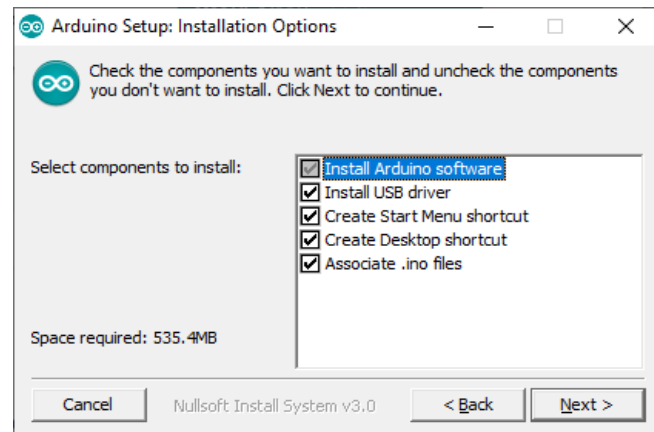 Arduino Setup: Installation Options
Check the components you want to install and uncheck the components
you don't want to install. Click Next to continue.
Select components to install:
Install Arduino software
Install USB driver
Create Start Menu shortcut
Create Desktop shortcut
Associate .ino files
Space required: 535.4MB
Cancel
Nullsoft Install System v3.0
< Back
Next >